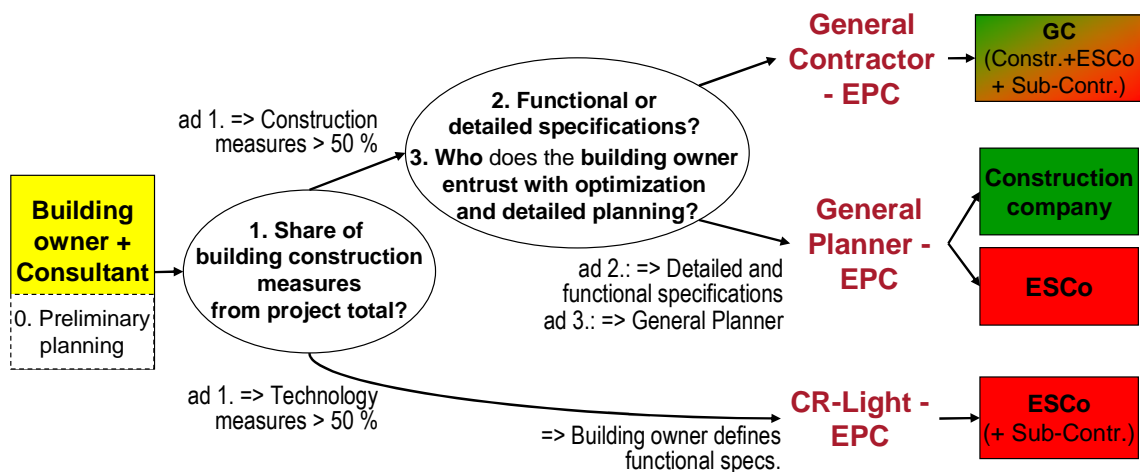 Building
owner +
Consultant
0. Preliminary
planning
1. Share of
building construction
measures
from project total?
ad 1. => Construction
measures > 50 %
2. Functional or
detailed specifications?
3. Who does the building owner
entrust with optimization
and detailed planning?
General
Contractor
- EPC
GC
(Constr.+ESCo
+ Sub-Contr.)
ad 2.: => Detailed and
functional specifications
ad 3.: => General Planner
General
Planner -
EPC
Construction
company
ESCo
ad 1. => Technology
measures > 50 %
=> Building owner defines
functional specs.
CR-Light -
EPC
ESCo
(+ Sub-Contr.)